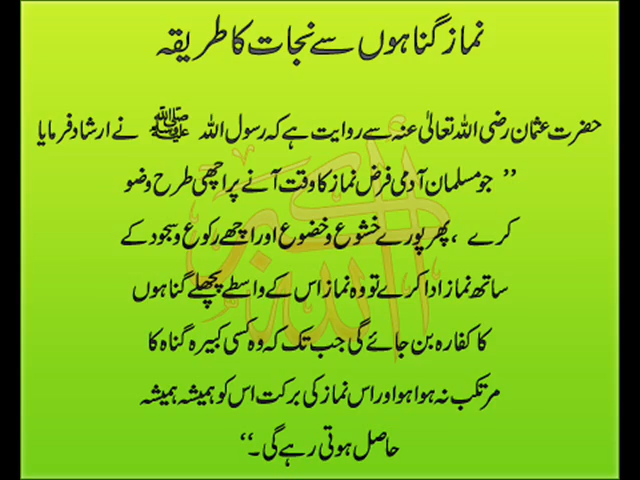 نماز گناہوں سے نجات کا طریقہ
حضرت عثمان رضی اللہ تعالیٰ عنہ سے روایت ہے کہ رسول اللہ ﷺ نے ارشاد فرمایا
” جو مسلمان آدمی فرض نماز کا وقت آنے پر اچھی طرح وضو
کرے ، پھر پورے خشوع و خضوع اور اچھے رکوع و سجود کے
ساتھ نماز ادا کرے تو وہ نماز اس کے واسطے پچھلے گناہوں
کا کفارہ بن جائے گی جب تک کہ وہ کسی کبیرہ گناہ کا
مرتکب نہ ہوا ہو اور اس نماز کی برکت اس کو ہمیشہ ہمیشہ
حاصل ہوتی رہے گی ۔“
الله أكبر